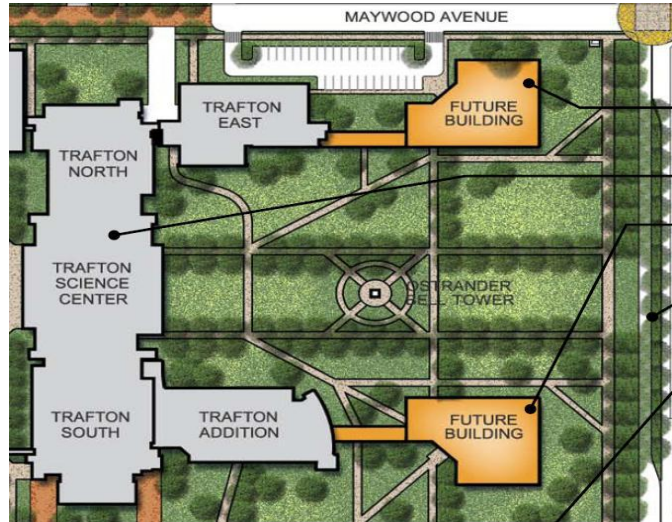 MAYWOOD AVENUE
TRAFTON
EAST
FUTURE
BUILDING
TRAFTON
NORTH
TRAFTON
SCIENCE
CENTER
OSTRANDER
BELL TOWER
TRAFTON
SOUTH
TRAFTON
ADDITION
FUTURE
BUILDING